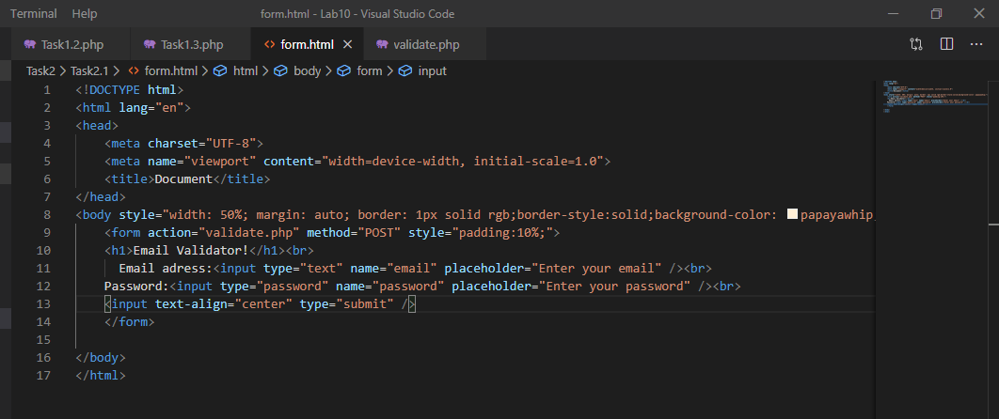 Terminal Help form.html - Lab10 - Visual Studio Code
Task1.2.php Task1.3.php form.html validate.php
Task2 > Task2.1 > form.html > html > body > form > input
1 <!DOCTYPE html>
2 <html lang="en">
3 <head>
4 <meta charset="UTF-8">
5 <meta name="viewport" content="width=device-width, initial-scale=1.0">
6 <title>Document</title>
7 </head>
8 <body style="width: 50%; margin: auto; border: 1px solid rgb;border-style:solid;background-color: papayawhip
9 <form action="validate.php" method="POST" style="padding:10%;">
10 <h1>Email Validator!</h1><br>
11 Email adress:<input type="text" name="email" placeholder="Enter your email" /><br>
12 Password:<input type="password" name="password" placeholder="Enter your password" /><br>
13 <input text-align="center" type="submit" />
14 </form>
15
16 </body>
17 </html>